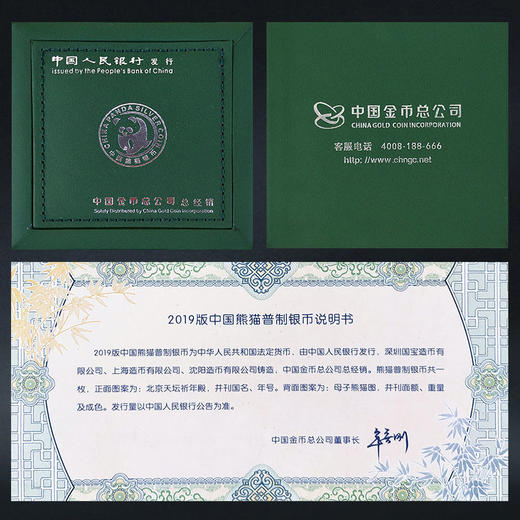 中国人民银行 发行
issued by the People's Bank of China
CHINA PANDA SILVER COIN
中国熊猫银币
中国金币总公司 总经销
Solely Distributed by China Gold Coin Incorporation
中国金币总公司
CHINA GOLD COIN INCORPORATION
客服电话 4008-188-666
http://www.chngc.net
2019版中国熊猫普制银币说明书
2019版中国熊猫普制银币为中华人民共和国法定货币，由中国人民银行发行，深圳国宝造币有
限公司、上海造币有限公司、沈阳造币有限公司铸造，中国金币总公司总经销。熊猫普制银币共一
枚，正面图案为：北京天坛祈年殿，并刊国名、年号。背面图案为：母子熊猫图，并刊面额、重量
及成色。发行量以中国人民银行公告为准。
中国金币总公司董事长